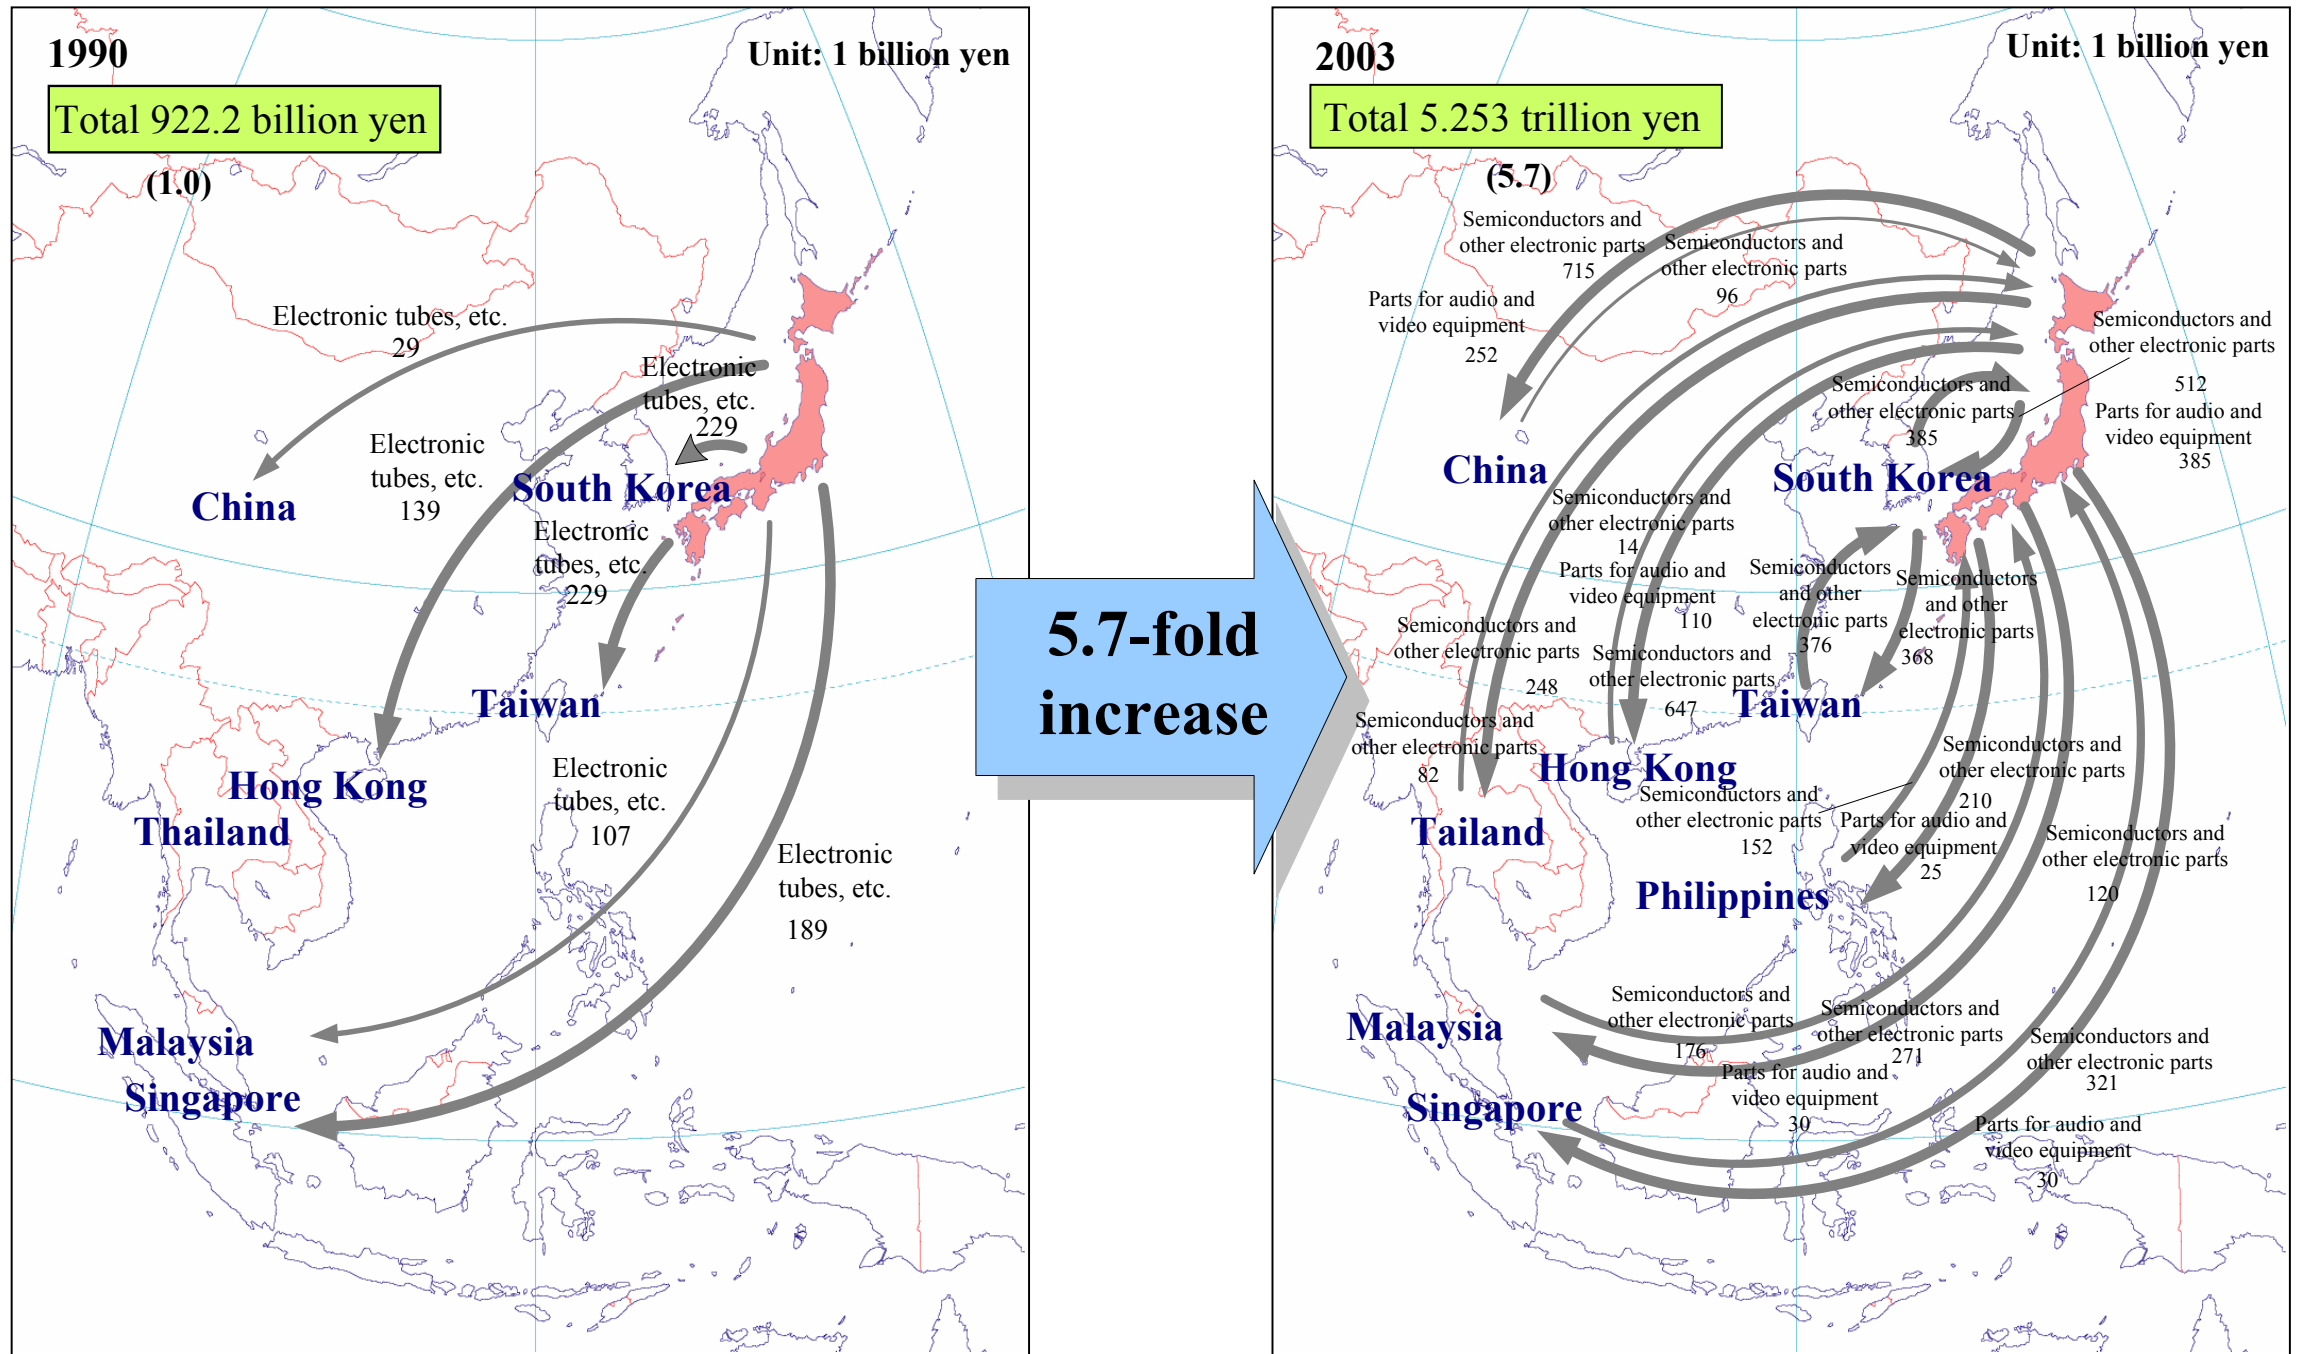 1990
Unit: 1 billion yen
Total 922.2 billion yen
(1.0)
Electronic tubes, etc.
29
Electronic
tubes, etc.
229
Electronic
tubes, etc.
139
South Korea
China
Electronic
tubes, etc.
229
Taiwan
Hong Kong
Thailand
Electronic
tubes, etc.
107
Electronic
tubes, etc.
189
Malaysia
Singapore
5.7-fold
increase
2003
Unit: 1 billion yen
Total 5.253 trillion yen
(5.7)
Semiconductors and
other electronic parts
715
Semiconductors and
other electronic parts
96
Parts for audio and
video equipment
252
Semiconductors and
other electronic parts
512
Parts for audio and
video equipment
385
Semiconductors and
other electronic parts
385
China
South Korea
Semiconductors and
other electronic parts
14
Parts for audio and
video equipment
110
Semiconductors
and other
electronic parts
376
Semiconductors
and other
electronic parts
368
Semiconductors and
other electronic parts
248
Semiconductors and
other electronic parts
647
Taiwan
Semiconductors and
other electronic parts
82
Hong Kong
Semiconductors and
other electronic parts
210
Parts for audio and
video equipment
25
Semiconductors and
other electronic parts
152
Tailand
Semiconductors and
other electronic parts
120
Philippines
Semiconductors and
other electronic parts
176
Semiconductors and
other electronic parts
271
Malaysia
Parts for audio and
video equipment
30
Semiconductors and
other electronic parts
321
Singapore
Parts for audio and
video equipment
30